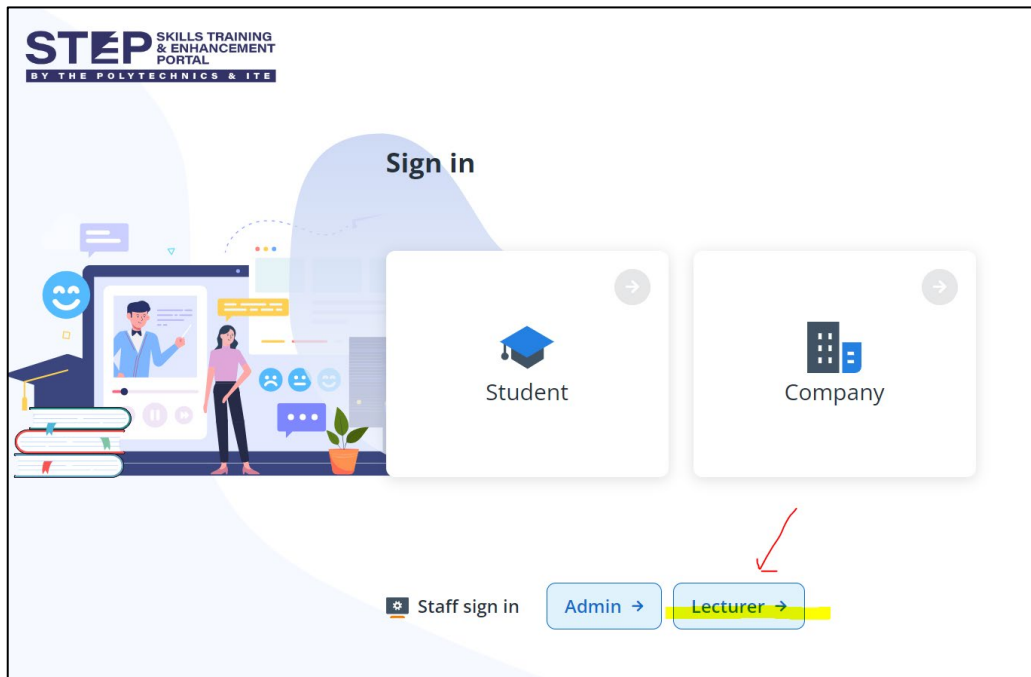 STEP SKILLS TRAINING
& ENHANCEMENT
PORTAL
BY THE POLYTECHNICS & ITE
Sign in
Student
Company
Staff sign in
Admin →
Lecturer →